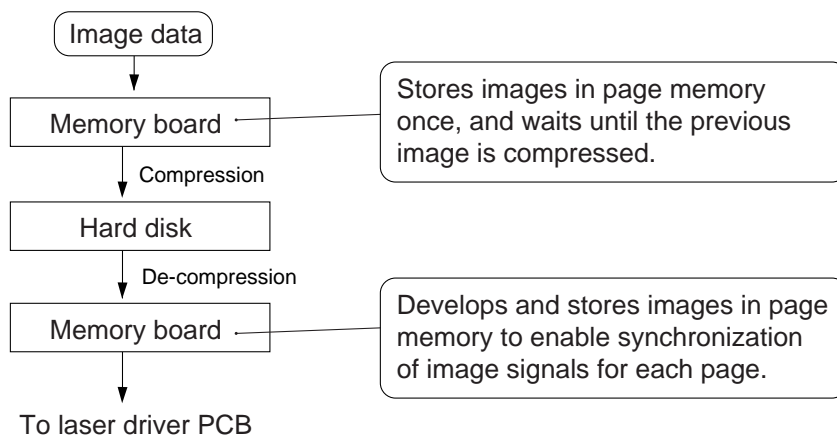 Image data
Memory board
Stores images in page memory
once, and waits until the previous
image is compressed.
Compression
Hard disk
De-compression
Memory board
Develops and stores images in page
memory to enable synchronization
of image signals for each page.
To laser driver PCB